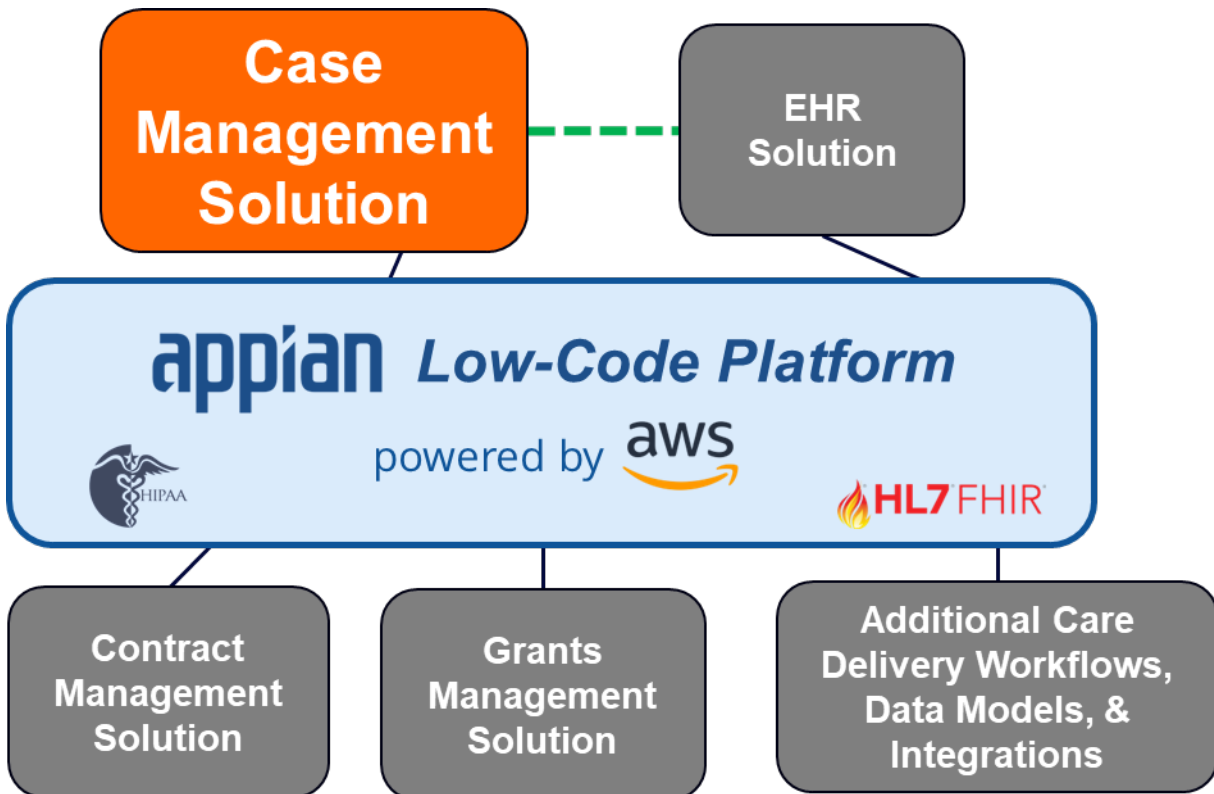 Case
Management
Solution
EHR
Solution
appian Low-Code Platform
powered by aws
HIPAA
HL7 FHIR
Contract
Management
Solution
Grants
Management
Solution
Additional Care
Delivery Workflows,
Data Models, &
Integrations